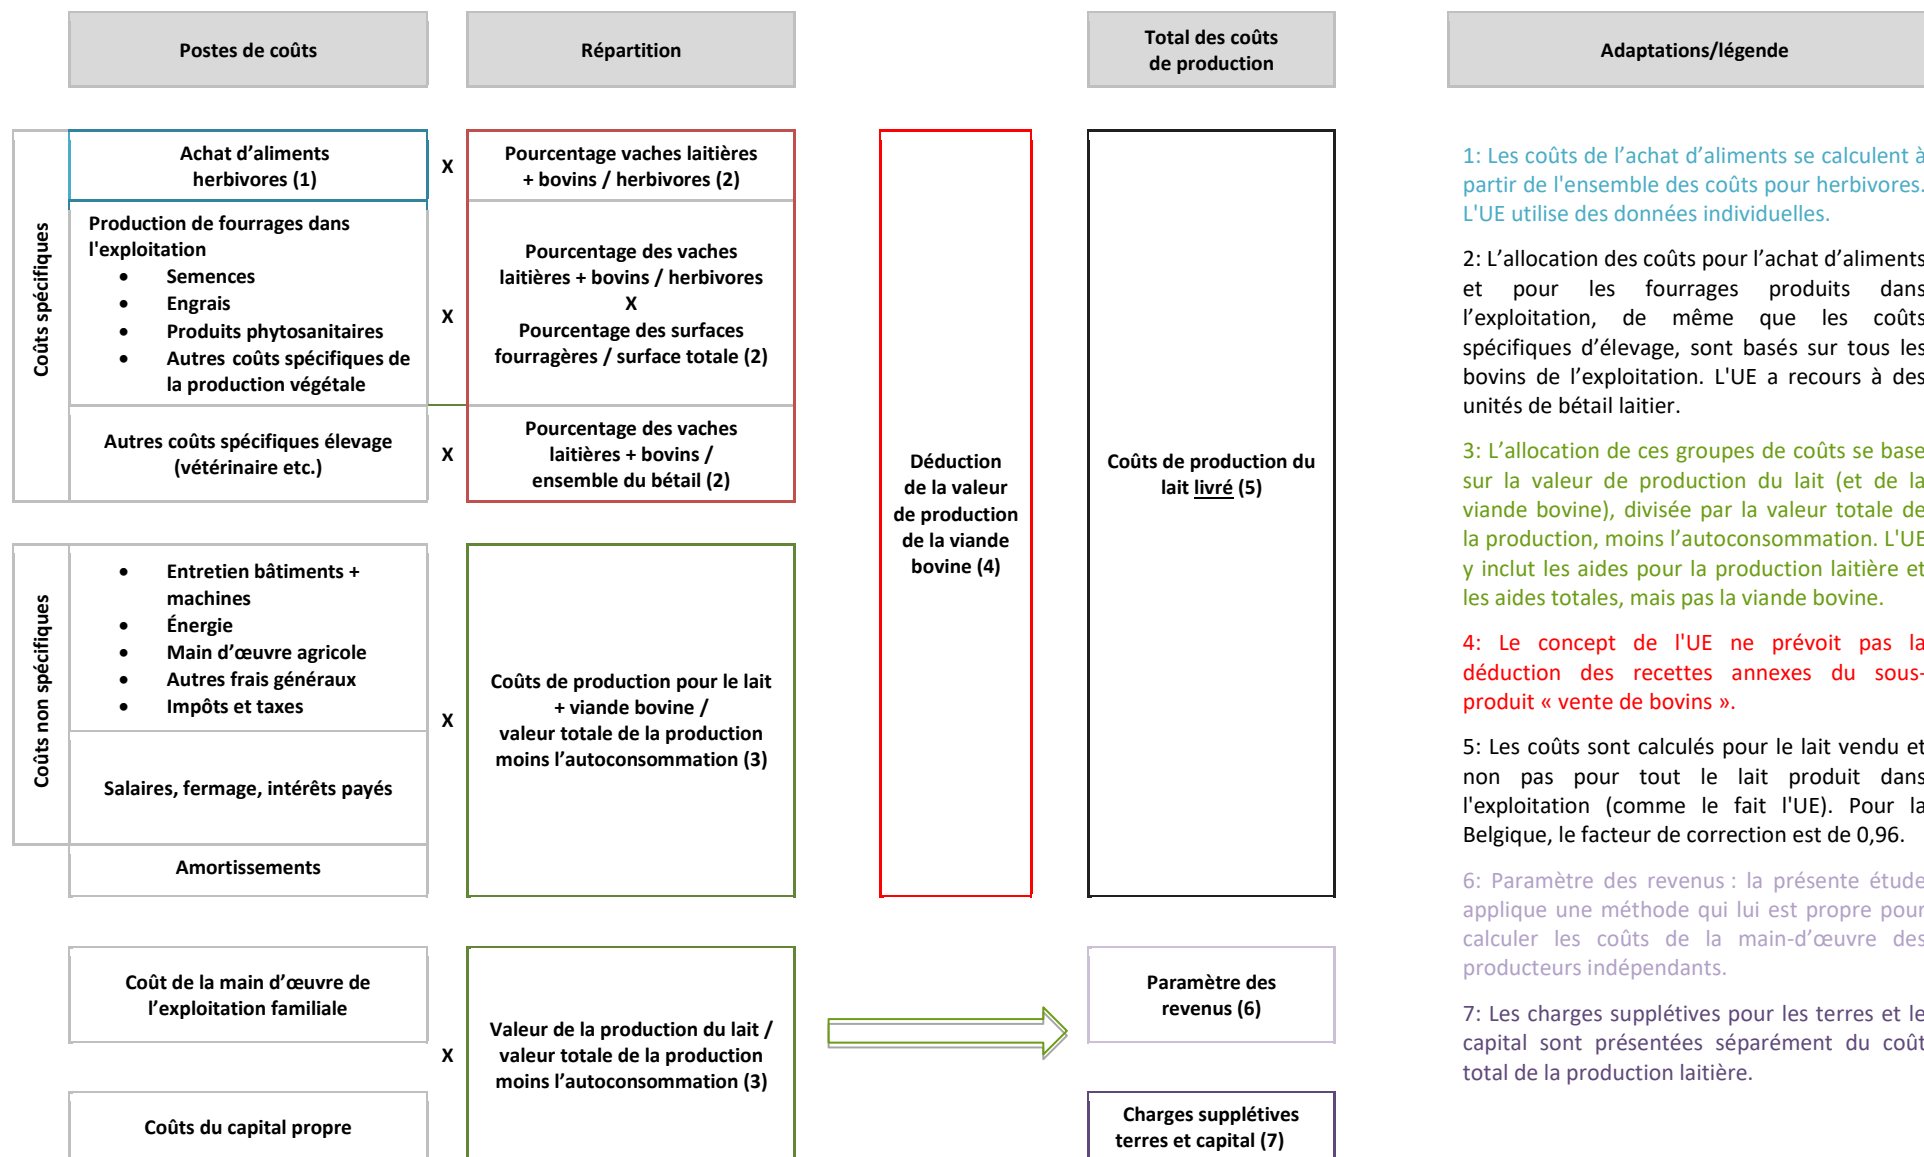 Postes de coûts
Répartition
Total des coûts
de production
Adaptations/légende
Coûts spécifiques
Achat d’aliments
herbivores (1)
X
Pourcentage vaches laitières
+ bovins / herbivores (2)
Production de fourrages dans
l'exploitation
• Semences
• Engrais
• Produits phytosanitaires
• Autres coûts spécifiques de
la production végétale
X
Pourcentage des vaches
laitières + bovins / herbivores
X
Pourcentage des surfaces
fourragères / surface totale (2)
Autres coûts spécifiques élevage
(vétérinaire etc.)
X
Pourcentage des vaches
laitières + bovins /
ensemble du bétail (2)
Coûts non spécifiques
• Entretien bâtiments +
machines
• Énergie
• Main d’œuvre agricole
• Autres frais généraux
• Impôts et taxes
Salaires, fermage, intérêts payés
Amortissements
X
Coûts de production pour le lait
+ viande bovine /
valeur totale de la production
moins l’autoconsommation (3)
Déduction
de la valeur
de production
de la viande
bovine (4)
Coûts de production du
lait livré (5)
Coût de la main d’œuvre de
l’exploitation familiale
Coûts du capital propre
X
Valeur de la production du lait /
valeur totale de la production
moins l’autoconsommation (3)
Paramètre des
revenus (6)
Charges supplétives
terres et capital (7)
1: Les coûts de l’achat d’aliments se calculent à
partir de l'ensemble des coûts pour herbivores.
L'UE utilise des données individuelles.
2: L’allocation des coûts pour l’achat d’aliments
et pour les fourrages produits dans
l’exploitation, de même que les coûts
spécifiques d’élevage, sont basés sur tous les
bovins de l’exploitation. L'UE a recours à des
unités de bétail laitier.
3: L’allocation de ces groupes de coûts se base
sur la valeur de production du lait (et de la
viande bovine), divisée par la valeur totale de
la production, moins l’autoconsommation. L'UE
y inclut les aides pour la production laitière et
les aides totales, mais pas la viande bovine.
4: Le concept de l'UE ne prévoit pas la
déduction des recettes annexes du sous-
produit « vente de bovins ».
5: Les coûts sont calculés pour le lait vendu et
non pas pour tout le lait produit dans
l'exploitation (comme le fait l'UE). Pour la
Belgique, le facteur de correction est de 0,96.
6: Paramètre des revenus : la présente étude
applique une méthode qui lui est propre pour
calculer les coûts de la main-d’œuvre des
producteurs indépendants.
7: Les charges supplétives pour les terres et le
capital sont présentées séparément du coût
total de la production laitière.